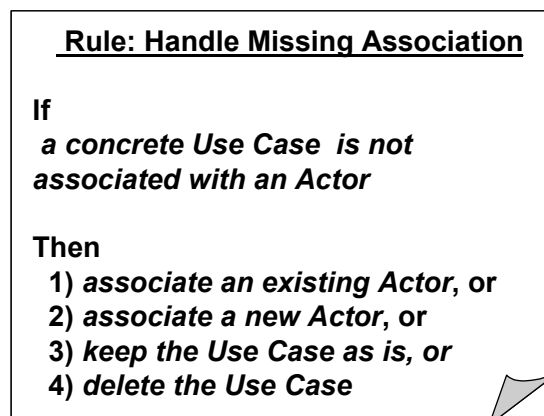 Rule: Handle Missing Association
If
a concrete Use Case is not
associated with an Actor
Then
1) associate an existing Actor, or
2) associate a new Actor, or
3) keep the Use Case as is, or
4) delete the Use Case